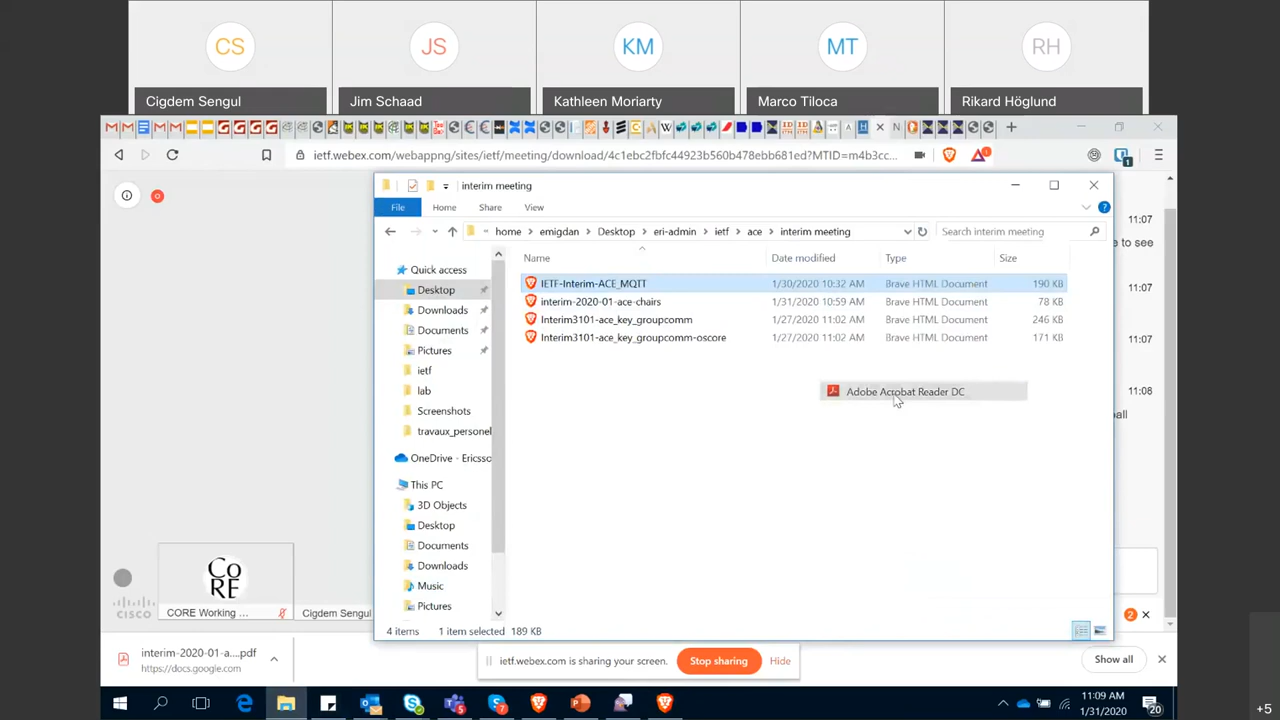 CS
JS
KM
MT
RH
Cigdem Sengul
Jim Schaad
Kathleen Moriarty
Marco Tiloca
Rikard Höglund
ietf.webex.com/webappng/sites/ietf/meeting/download/4c1ebc2fbfc44923b560b478ebb681ed?MTID=m4b3cc...
interim meeting
File
Home
Share
View
home
emigdan
Desktop
eri-admin
ietf
ace
interim meeting
Search interim meeting
Name
Date modified
Type
Size
Quick access
Desktop
Downloads
Documents
Pictures
ietf
lab
Screenshots
travaux_personel
OneDrive - Ericsso
This PC
3D Objects
Desktop
Documents
Downloads
Music
Pictures
IETF-Interim-ACE_MQTT 1/30/2020 10:32 AM Brave HTML Document 190 KB
interim-2020-01-ace-chairs 1/31/2020 10:59 AM Brave HTML Document 78 KB
Interim3101-ace_key_groupcomm 1/27/2020 11:02 AM Brave HTML Document 246 KB
Interim3101-ace_key_groupcomm-oscore 1/27/2020 11:02 AM Brave HTML Document 171 KB
Adobe Acrobat Reader DC
4 items 1 item selected 189 KB
11:07
e to see
11:07
11:07
11:08
all
2
CORE
CORE Working ...
Cigdem Sengul
cisco
interim-2020-01-a....pdf
https://docs.google.com
ietf.webex.com is sharing your screen.
Stop sharing
Hide
Show all
11:09 AM
1/31/2020
20
+5